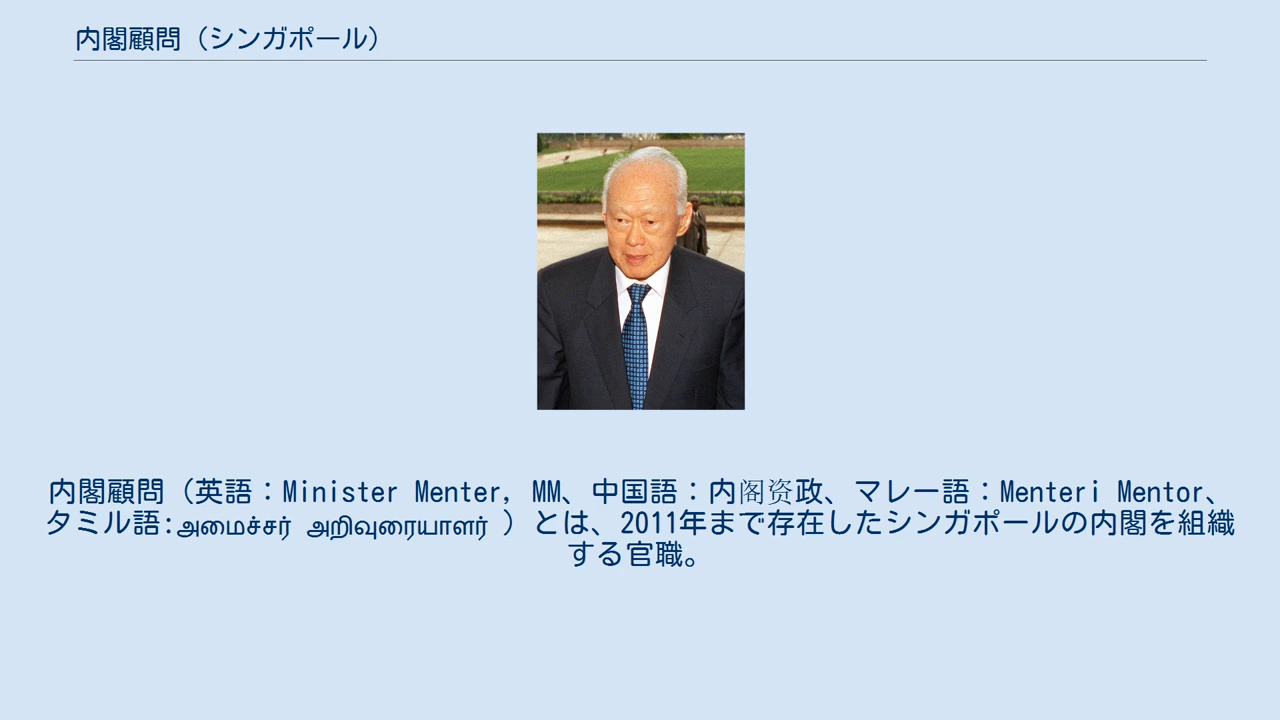 内閣顧問（シンガポール）
内閣顧問（英語：Minister Menter, MM、中国語：内阁资政、マレー語：Menteri Mentor、
タミル語:அமைச்சர் அறிவுரையாளர் ）とは、2011年まで存在したシンガポールの内閣を組織
する官職。